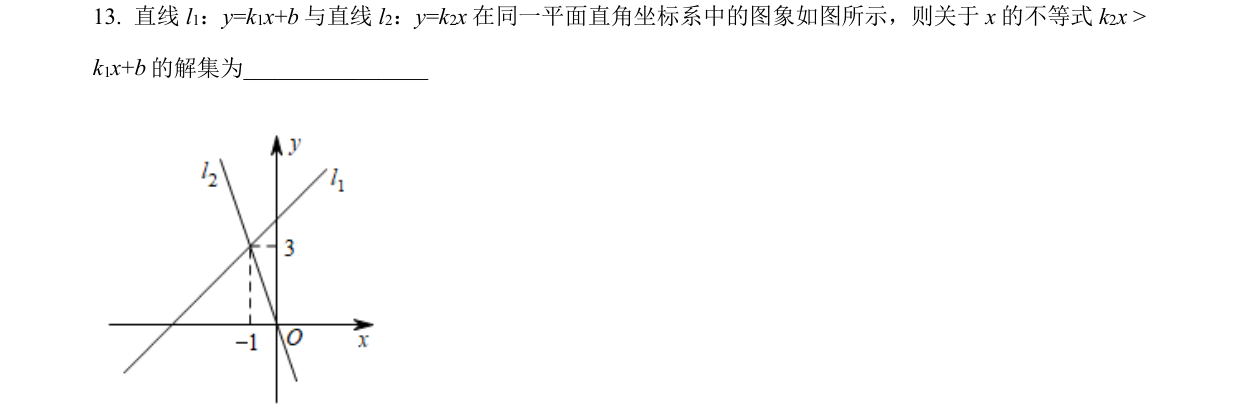 13. 直线 l₁：y=k₁x+b 与直线 l₂：y=k₂x 在同一平面直角坐标系中的图象如图所示，则关于 x 的不等式 k₂x >
k₁x+b 的解集为________________
y
l₂
l₁
3
−1
O
x